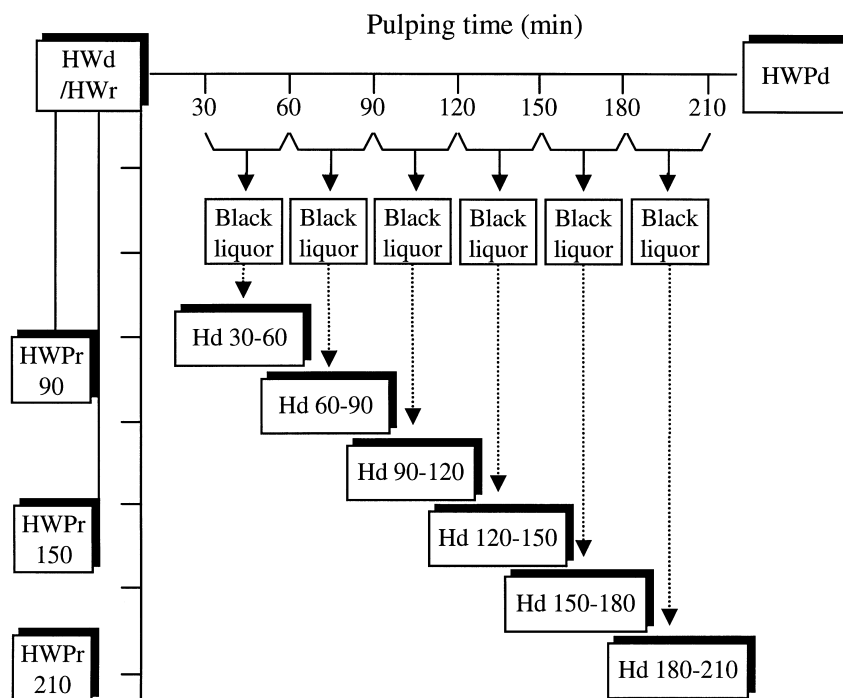 Pulping time (min)
HWd
/HWr
HWPd
30 60 90 120 150 180 210
Black
liquor
Black
liquor
Black
liquor
Black
liquor
Black
liquor
Black
liquor
Hd 30-60
HWPr
90
Hd 60-90
Hd 90-120
HWPr
150
Hd 120-150
Hd 150-180
HWPr
210
Hd 180-210